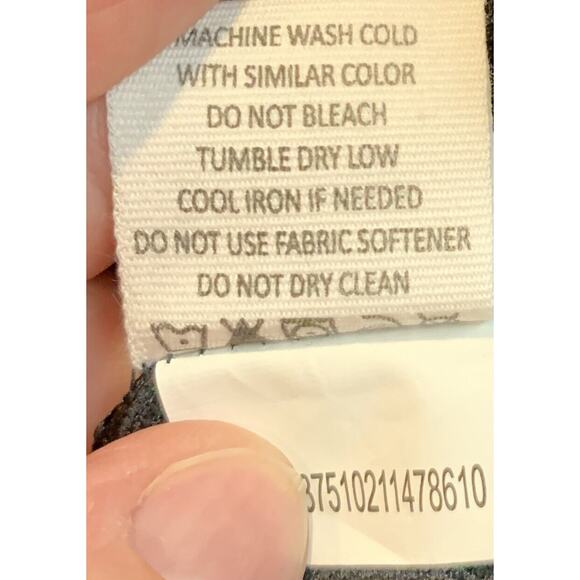 MACHINE WASH COLD
WITH SIMILAR COLOR
DO NOT BLEACH
TUMBLE DRY LOW
COOL IRON IF NEEDED
DO NOT USE FABRIC SOFTENER
DO NOT DRY CLEAN
37510211478610